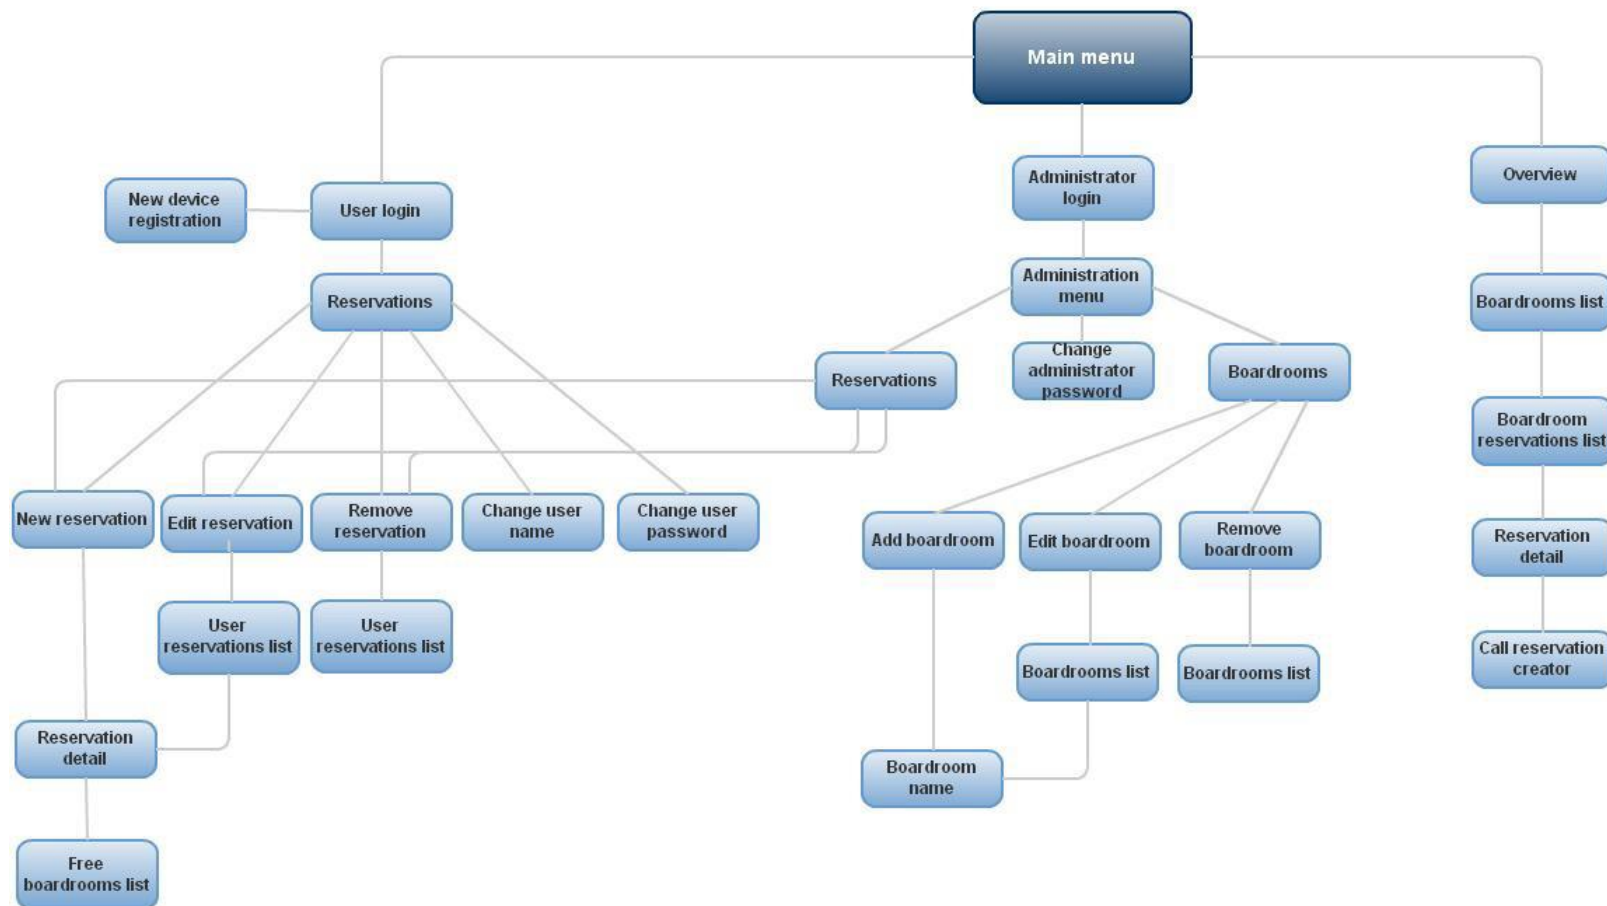 Main menu
Administrator
login
Overview
New device
registration
User login
Reservations
Administration
menu
Boardrooms list
Change
administrator
password
Reservations
Boardrooms
Boardroom
reservations list
New reservation
Edit reservation
Remove
reservation
Change user
name
Change user
password
Add boardroom
Edit boardroom
Remove
boardroom
Reservation
detail
User
reservations list
User
reservations list
Boardrooms list
Boardrooms list
Call reservation
creator
Reservation
detail
Boardroom
name
Free
boardrooms list